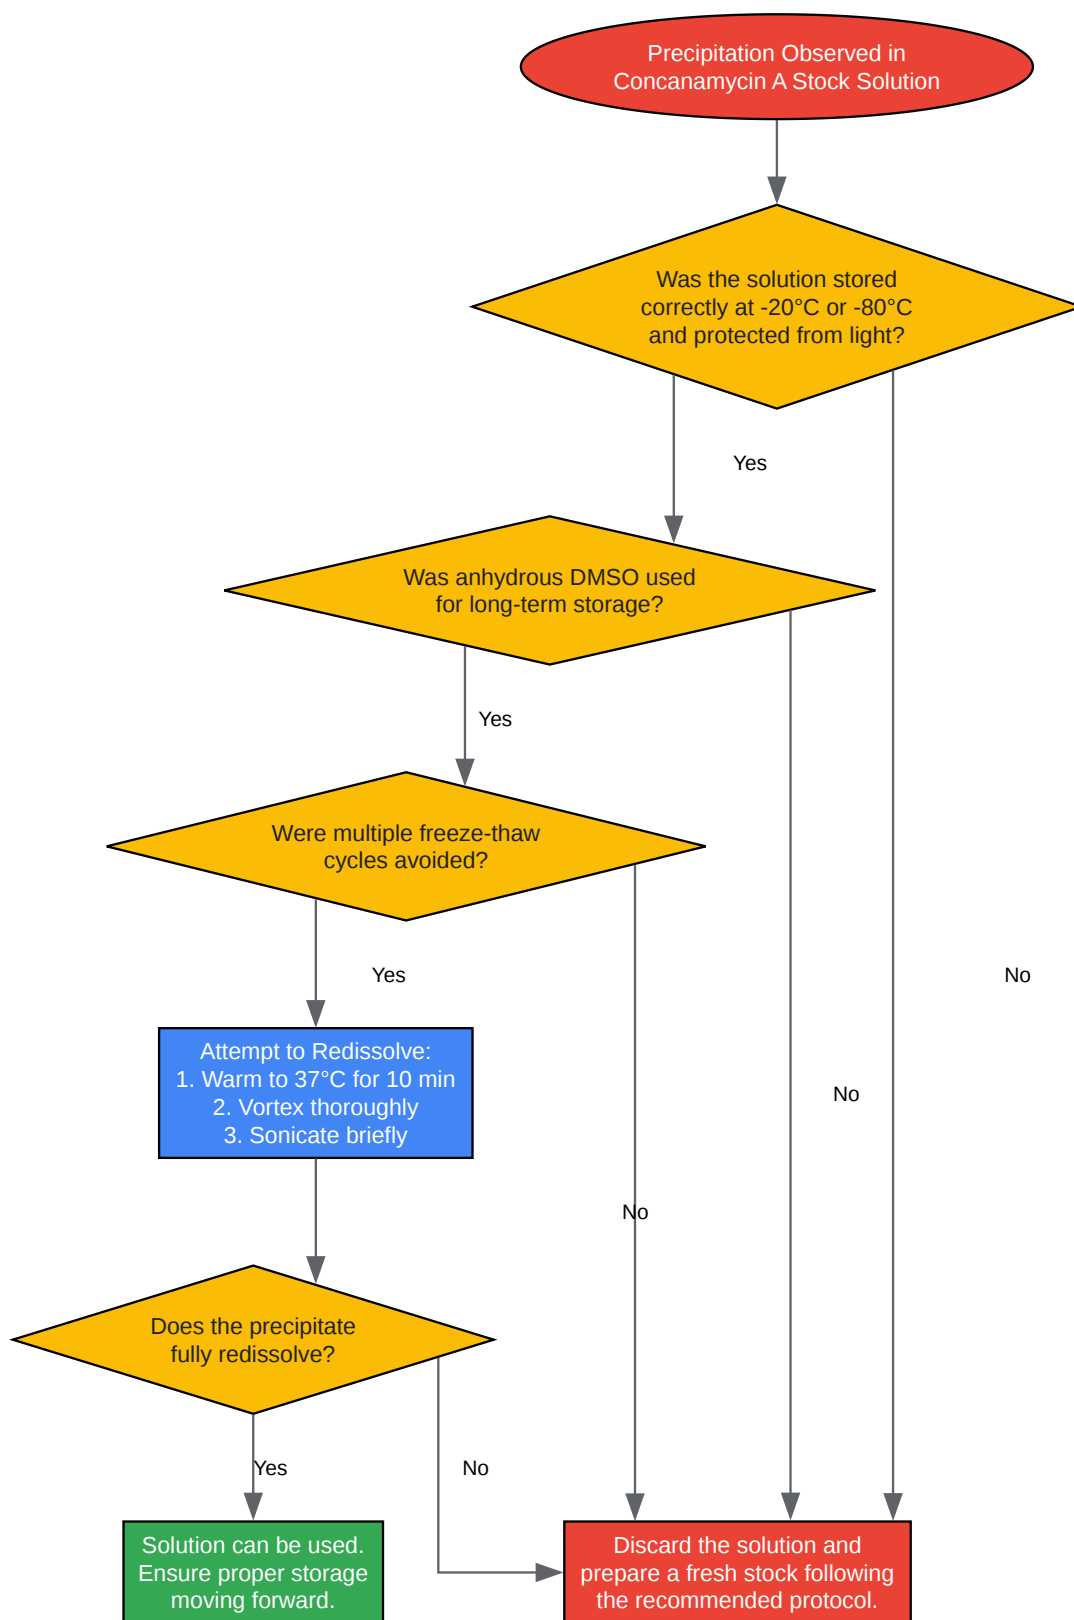 Precipitation Observed in
Concanamycin A Stock Solution
Was the solution stored
correctly at -20°C or -80°C
and protected from light?
Yes
Was anhydrous DMSO used
for long-term storage?
Yes
Were multiple freeze-thaw
cycles avoided?
Yes
No
Attempt to Redissolve:
1. Warm to 37°C for 10 min
2. Vortex thoroughly
3. Sonicate briefly
No
No
Does the precipitate
fully redissolve?
Yes
No
Solution can be used.
Ensure proper storage
moving forward.
Discard the solution and
prepare a fresh stock following
the recommended protocol.